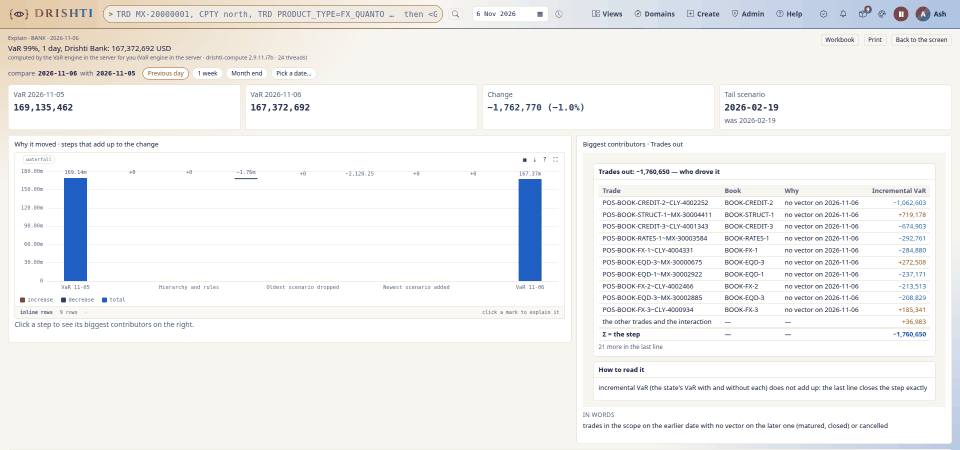 { } DRISHTI
> TRD MX-20000001, CPTY north, TRD PRODUCT_TYPE=FX_QUANTO … then <G
6 Nov 2026
Views
Domains
Create
Admin
Help
A Ash
Explain · BANK · 2026-11-06
VaR 99%, 1 day, Drishti Bank: 167,372,692 USD
computed by the VaR engine in the server for you (VaR engine in the server · drishti-compute 2.9.11.i7b · 24 threads)
Workbook
Print
Back to the screen
compare 2026-11-06 with 2026-11-05
Previous day
1 week
Month end
Pick a date...
VaR 2026-11-05
169,135,462
VaR 2026-11-06
167,372,692
Change
−1,762,770 (−1.0%)
Tail scenario
2026-02-19
was 2026-02-19
Why it moved · steps that add up to the change
waterfall
180.00m
150.00m
120.00m
90.00m
60.00m
30.00m
0
169.14m
+0
+0
−1.76m
+0
−2,120.25
+0
+0
167.37m
VaR 11-05
Hierarchy and rules
Oldest scenario dropped
Newest scenario added
VaR 11-06
increase
decrease
total
inline rows 9 rows ·
click a mark to explain it
Click a step to see its biggest contributors on the right.
Biggest contributors · Trades out
Trades out: −1,760,650 — who drove it
Trade Book Why Incremental VaR
POS-BOOK-CREDIT-2~CLY-4002252 BOOK-CREDIT-2 no vector on 2026-11-06 −1,062,603
POS-BOOK-STRUCT-1~MX-30004411 BOOK-STRUCT-1 no vector on 2026-11-06 +719,178
POS-BOOK-CREDIT-3~CLY-4001343 BOOK-CREDIT-3 no vector on 2026-11-06 −674,903
POS-BOOK-RATES-1~MX-30003584 BOOK-RATES-1 no vector on 2026-11-06 −292,761
POS-BOOK-FX-1~CLY-4004331 BOOK-FX-1 no vector on 2026-11-06 −284,880
POS-BOOK-EQD-3~MX-30000675 BOOK-EQD-3 no vector on 2026-11-06 +272,508
POS-BOOK-EQD-1~MX-30002922 BOOK-EQD-1 no vector on 2026-11-06 −237,171
POS-BOOK-FX-2~CLY-4002466 BOOK-FX-2 no vector on 2026-11-06 −213,513
POS-BOOK-EQD-3~MX-30002885 BOOK-EQD-3 no vector on 2026-11-06 −208,829
POS-BOOK-FX-3~CLY-4000934 BOOK-FX-3 no vector on 2026-11-06 +185,341
the other trades and the interaction — — +36,983
Σ = the step — — −1,760,650
21 more in the last line
How to read it
incremental VaR (the state's VaR with and without each) does not add up: the last line closes the step exactly
IN WORDS
trades in the scope on the earlier date with no vector on the later one (matured, closed) or cancelled